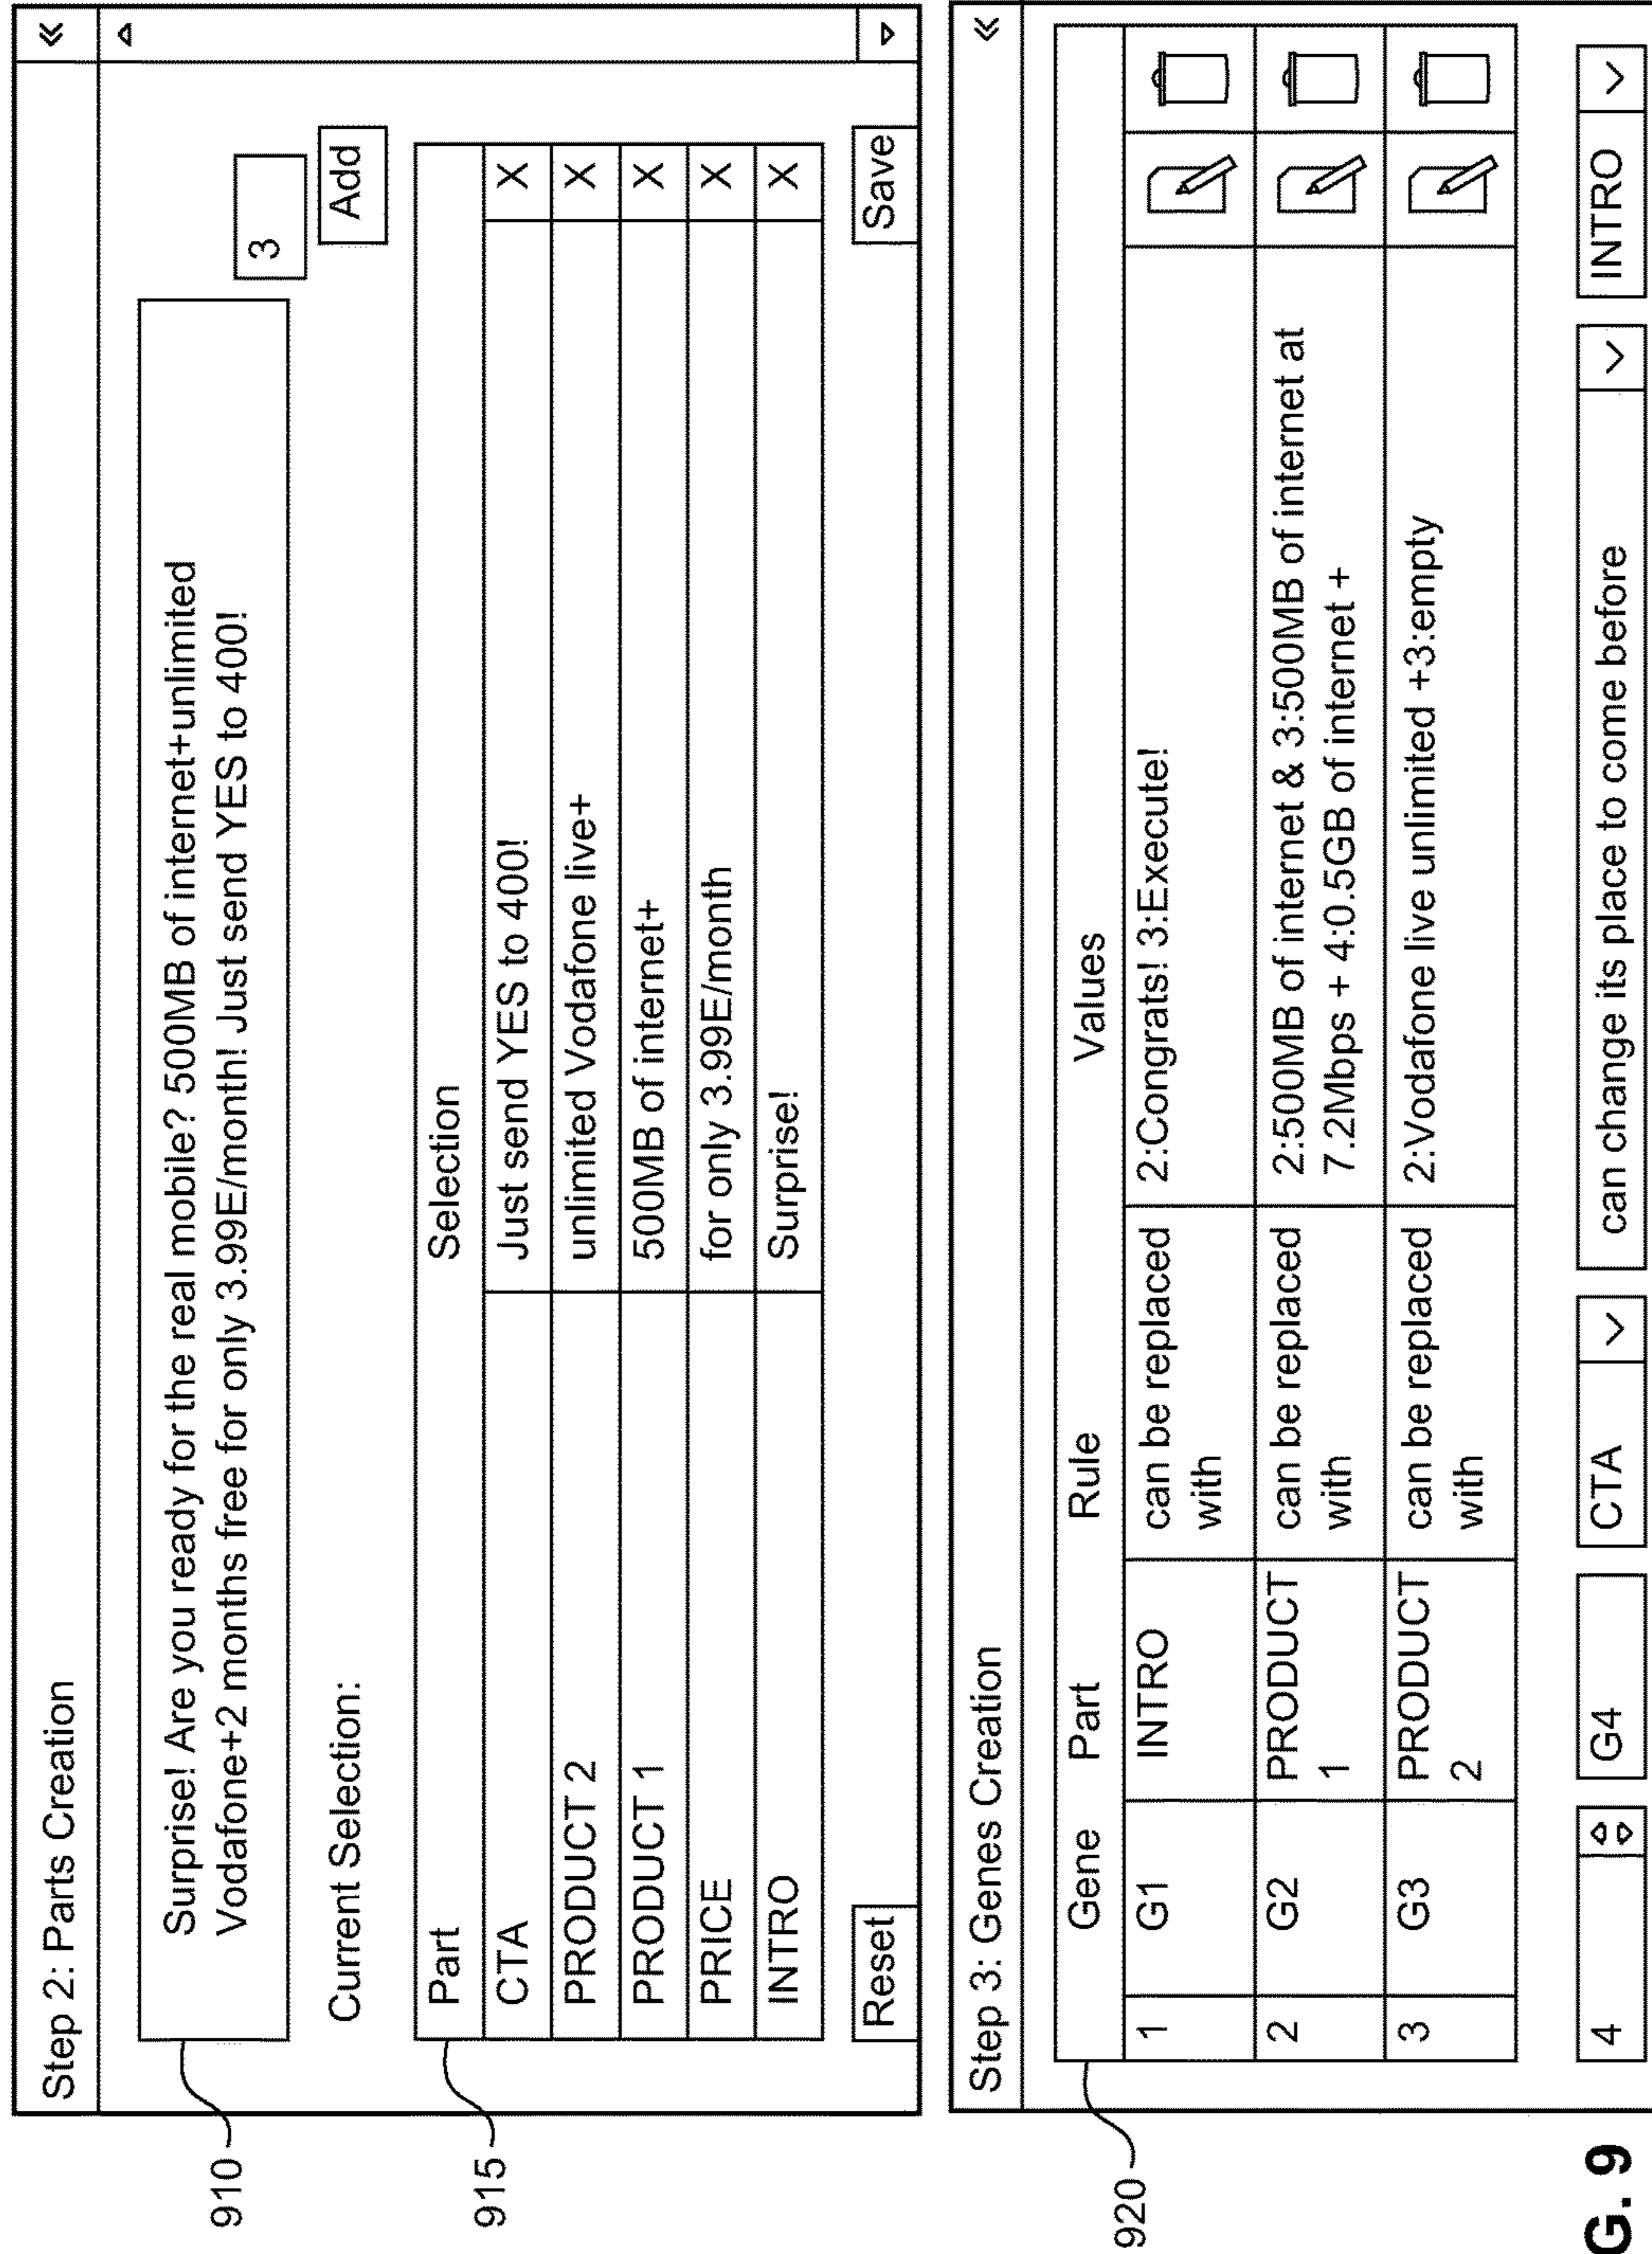 Step 2: Parts Creation
910
Surprise! Are you ready for the real mobile? 500MB of internet+unlimited
Vodafone+2 months free for only 3.99E/month! Just send YES to 400!
3
Add
Current Selection:
915
Part Selection
CTA Just send YES to 400! X
PRODUCT 2 unlimited Vodafone live+ X
PRODUCT 1 500MB of internet+ X
PRICE for only 3.99E/month X
INTRO Surprise! X
Reset Save
Step 3: Genes Creation
920
Gene Part Rule Values
1 G1 INTRO can be replaced 2:Congrats! 3:Execute!
with
2 G2 PRODUCT can be replaced 2:500MB of internet & 3:500MB of internet at
1 with 7.2Mbps + 4:0.5GB of internet +
3 G3 PRODUCT can be replaced 2:Vodafone live unlimited +3:empty
2 with
4 G4 CTA can change its place to come before INTRO
G. 9